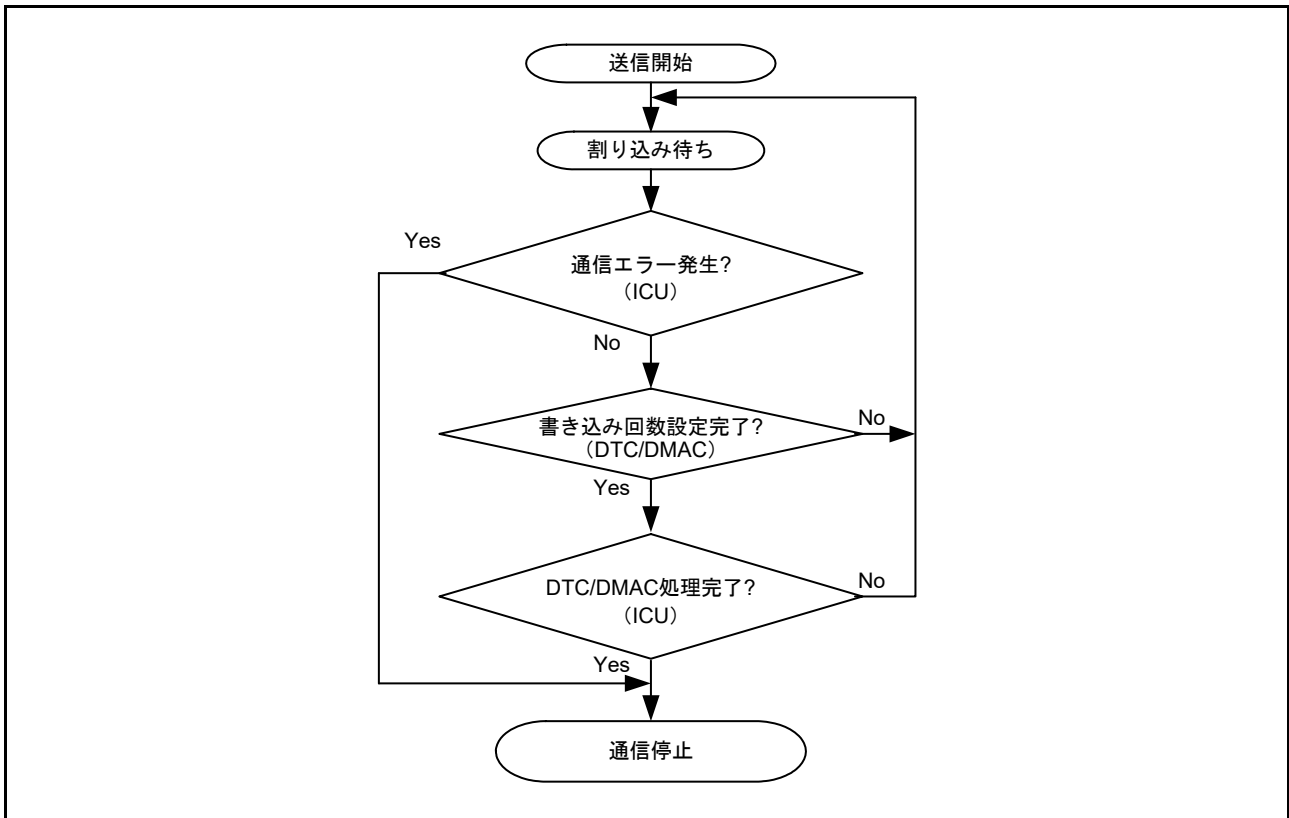 送信開始
割り込み待ち
Yes
通信エラー発生?
（ICU）
No
書き込み回数設定完了?
（DTC/DMAC）
No
Yes
DTC/DMAC処理完了?
（ICU）
No
Yes
通信停止